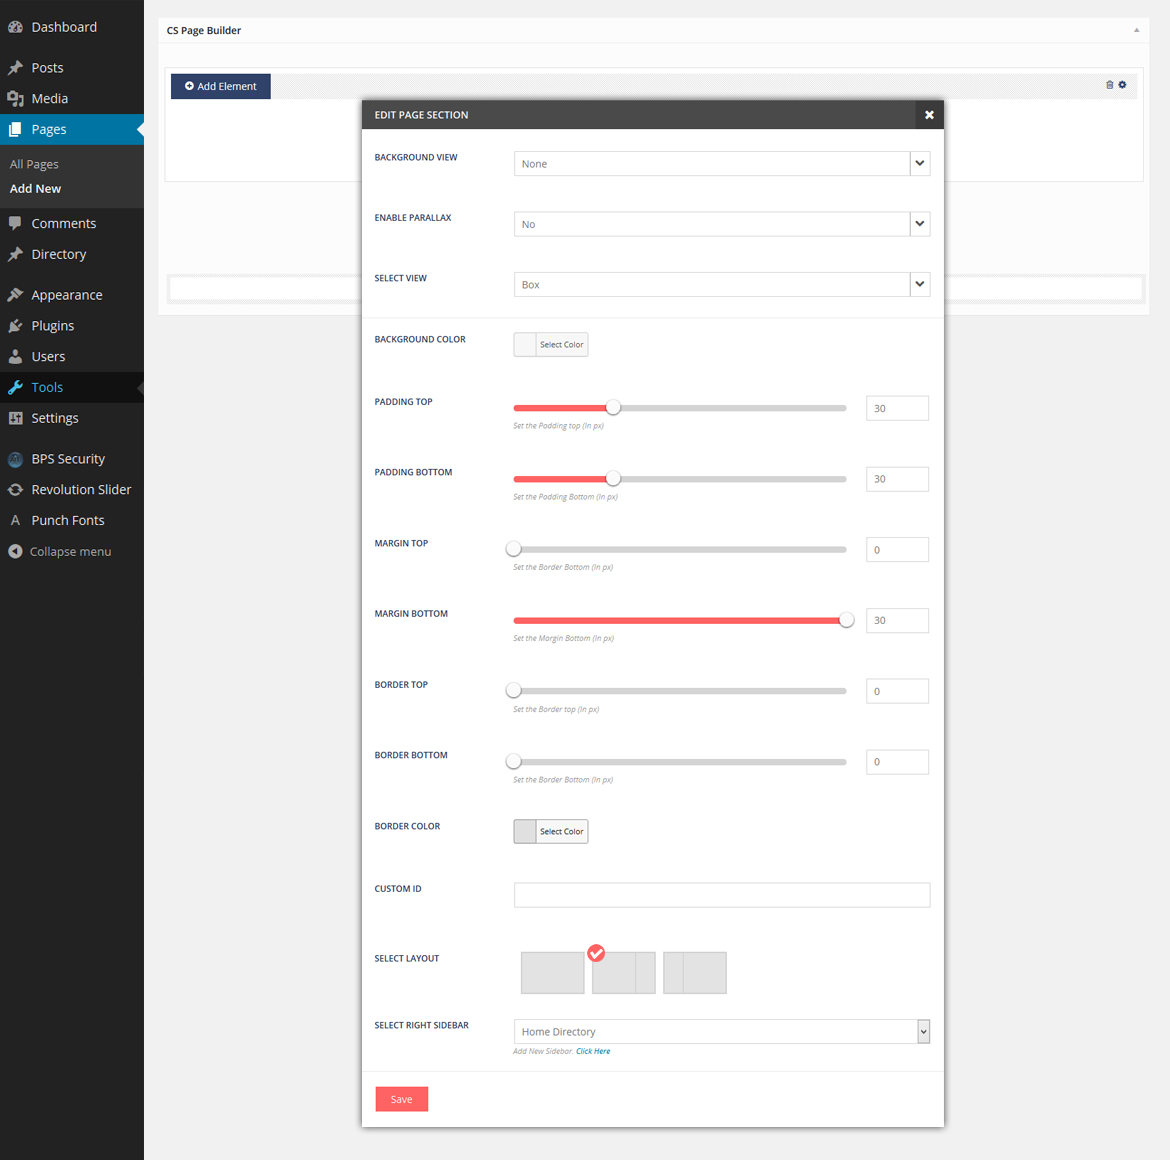 Dashboard
Posts
Media
Pages
All Pages
Add New
Comments
Directory
Appearance
Plugins
Users
Tools
Settings
BPS Security
Revolution Slider
A Punch Fonts
Collapse menu
CS Page Builder
Add Element
EDIT PAGE SECTION
BACKGROUND VIEW
None
ENABLE PARALLAX
No
SELECT VIEW
Box
BACKGROUND COLOR
Select Color
PADDING TOP
30
Set the Padding top (In px)
PADDING BOTTOM
30
Set the Padding Bottom (In px)
MARGIN TOP
0
Set the Border Bottom (In px)
MARGIN BOTTOM
30
Set the Margin Bottom (In px)
BORDER TOP
0
Set the Border top (In px)
BORDER BOTTOM
0
Set the Border Bottom (In px)
BORDER COLOR
Select Color
CUSTOM ID
SELECT LAYOUT
SELECT RIGHT SIDEBAR
Home Directory
Add New Sidebar. Click Here
Save